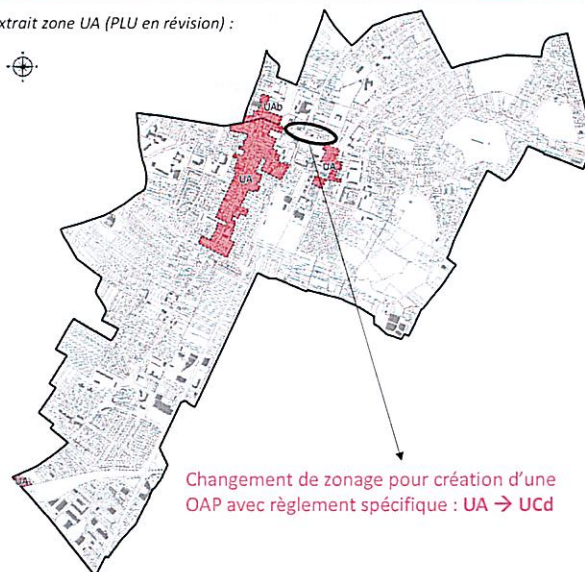 xtrait zone UA (PLU en révision) :
UAb
UA
UA
UA
Changement de zonage pour création d'une
OAP avec règlement spécifique : UA → UCd